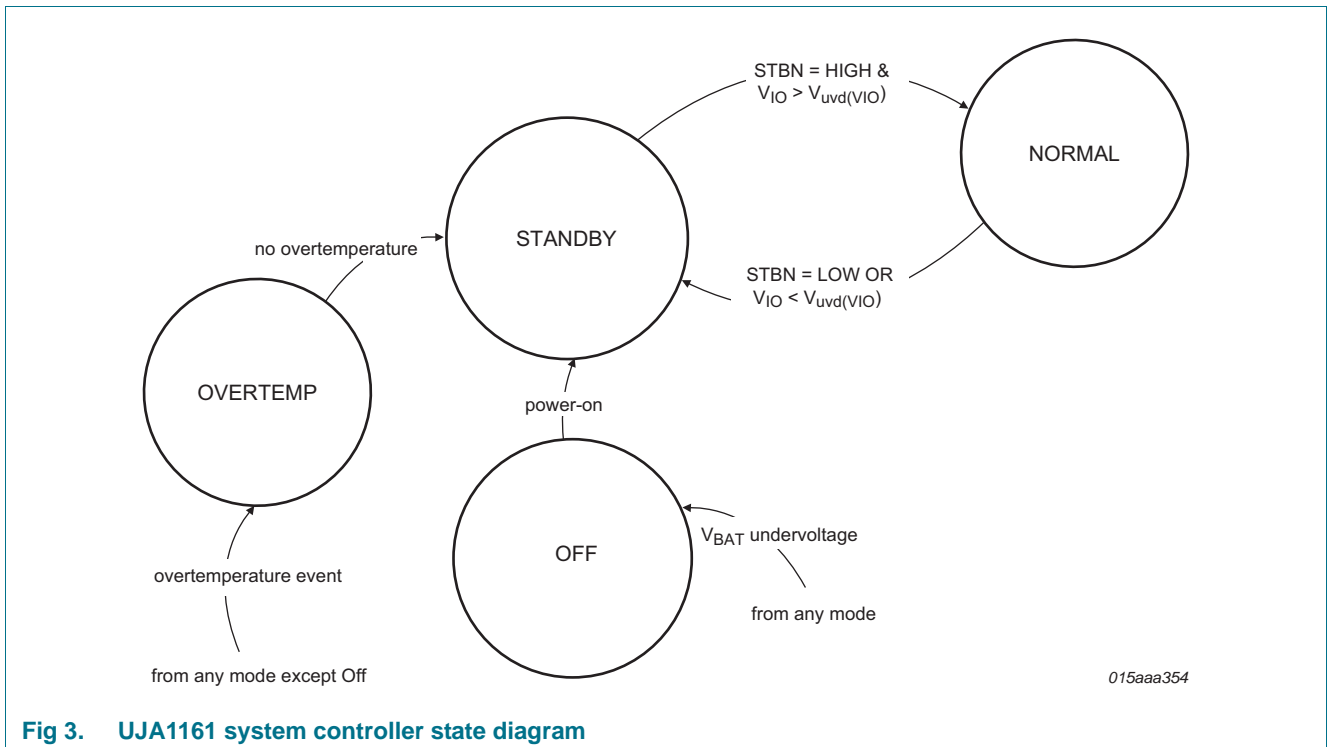 STBN = HIGH &
VIO > Vuvd(VIO)
NORMAL
STANDBY
no overtemperature
STBN = LOW OR
VIO < Vuvd(VIO)
OVERTEMP
power-on
VBAT undervoltage
OFF
overtemperature event
from any mode
from any mode except Off
015aaa354
Fig 3. UJA1161 system controller state diagram